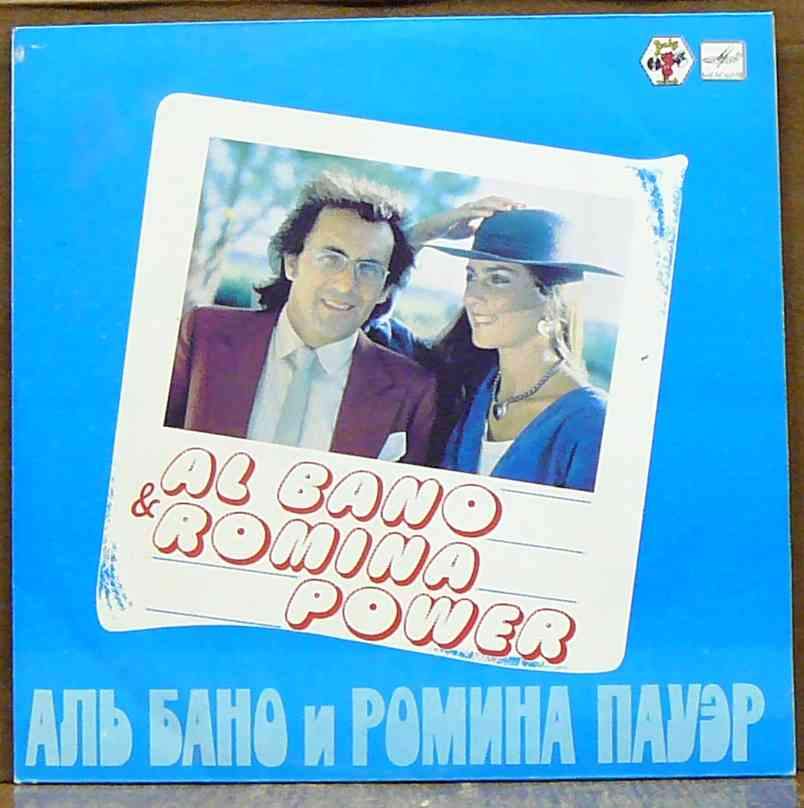 AL BANO
& ROMINA
POWER
АЛЬ БАНО И РОМИНА ПАУЭР